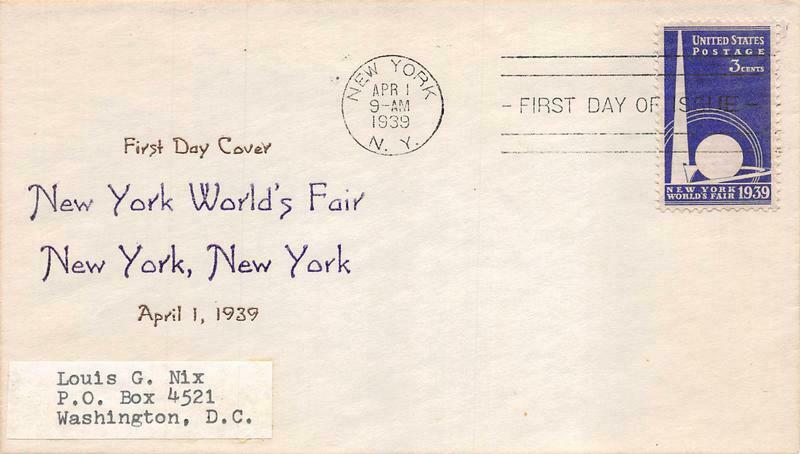 NEW YORK
APR 1
9-AM
1939
N. Y.
- FIRST DAY OF ISSUE -
UNITED STATES
POSTAGE
3 CENTS
NEW YORK
WORLD'S FAIR 1939
First Day Cover
New York World's Fair
New York, New York
April 1, 1939
Louis G. Nix
P.O. Box 4521
Washington, D.C.